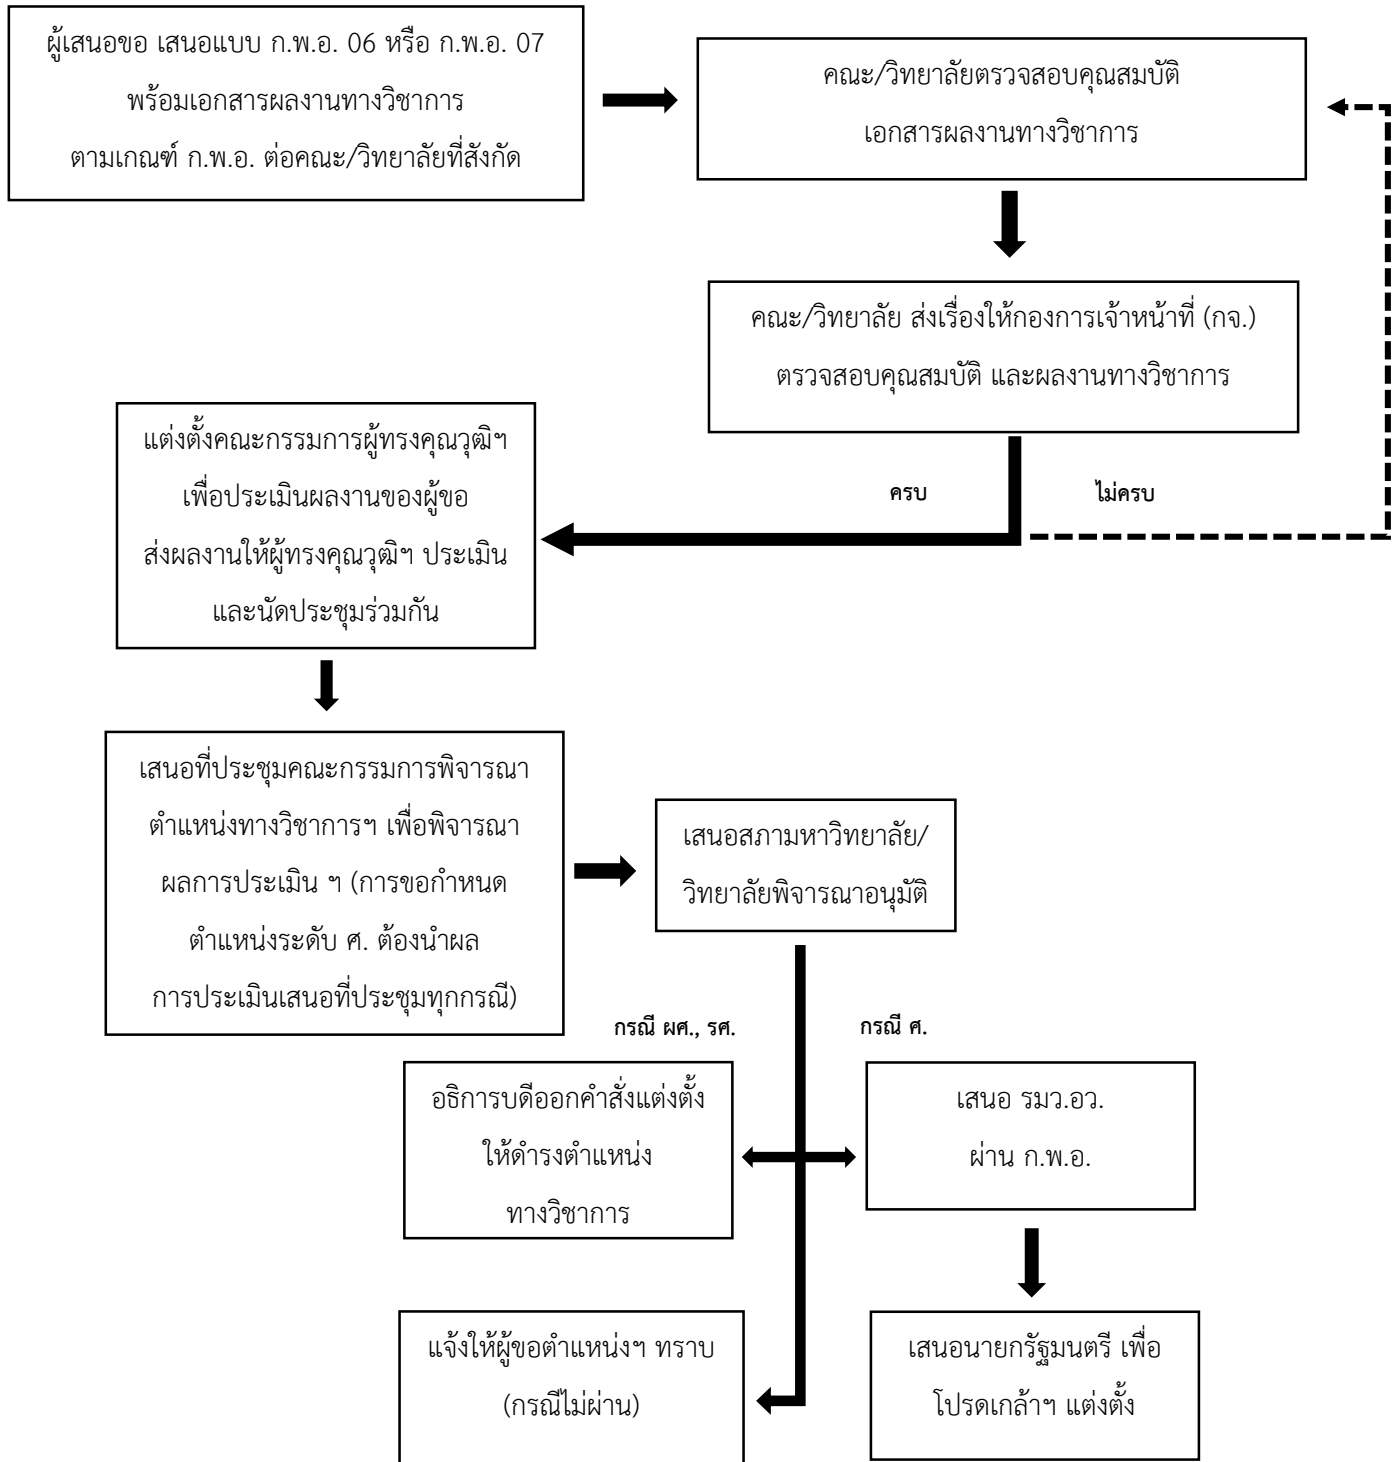 ผู้เสนอขอ เสนอแบบ ก.พ.อ. 06 หรือ ก.พ.อ. 07
พร้อมเอกสารผลงานทางวิชาการ
ตามเกณฑ์ ก.พ.อ. ต่อคณะ/วิทยาลัยที่สังกัด
คณะ/วิทยาลัยตรวจสอบคุณสมบัติ
เอกสารผลงานทางวิชาการ
คณะ/วิทยาลัย ส่งเรื่องให้กองการเจ้าหน้าที่ (กจ.)
ตรวจสอบคุณสมบัติ และผลงานทางวิชาการ
ครบ
ไม่ครบ
แต่งตั้งคณะกรรมการผู้ทรงคุณวุฒิฯ
เพื่อประเมินผลงานของผู้ขอ
ส่งผลงานให้ผู้ทรงคุณวุฒิฯ ประเมิน
และนัดประชุมร่วมกัน
เสนอที่ประชุมคณะกรรมการพิจารณา
ตำแหน่งทางวิชาการฯ เพื่อพิจารณา
ผลการประเมิน ฯ (การขอกำหนด
ตำแหน่งระดับ ศ. ต้องนำผล
การประเมินเสนอที่ประชุมทุกกรณี)
เสนอสภามหาวิทยาลัย/
วิทยาลัยพิจารณาอนุมัติ
กรณี ผศ., รศ.
กรณี ศ.
อธิการบดีออกคำสั่งแต่งตั้ง
ให้ดำรงตำแหน่ง
ทางวิชาการ
เสนอ รมว.อว.
ผ่าน ก.พ.อ.
แจ้งให้ผู้ขอตำแหน่งฯ ทราบ
(กรณีไม่ผ่าน)
เสนอนายกรัฐมนตรี เพื่อ
โปรดเกล้าฯ แต่งตั้ง